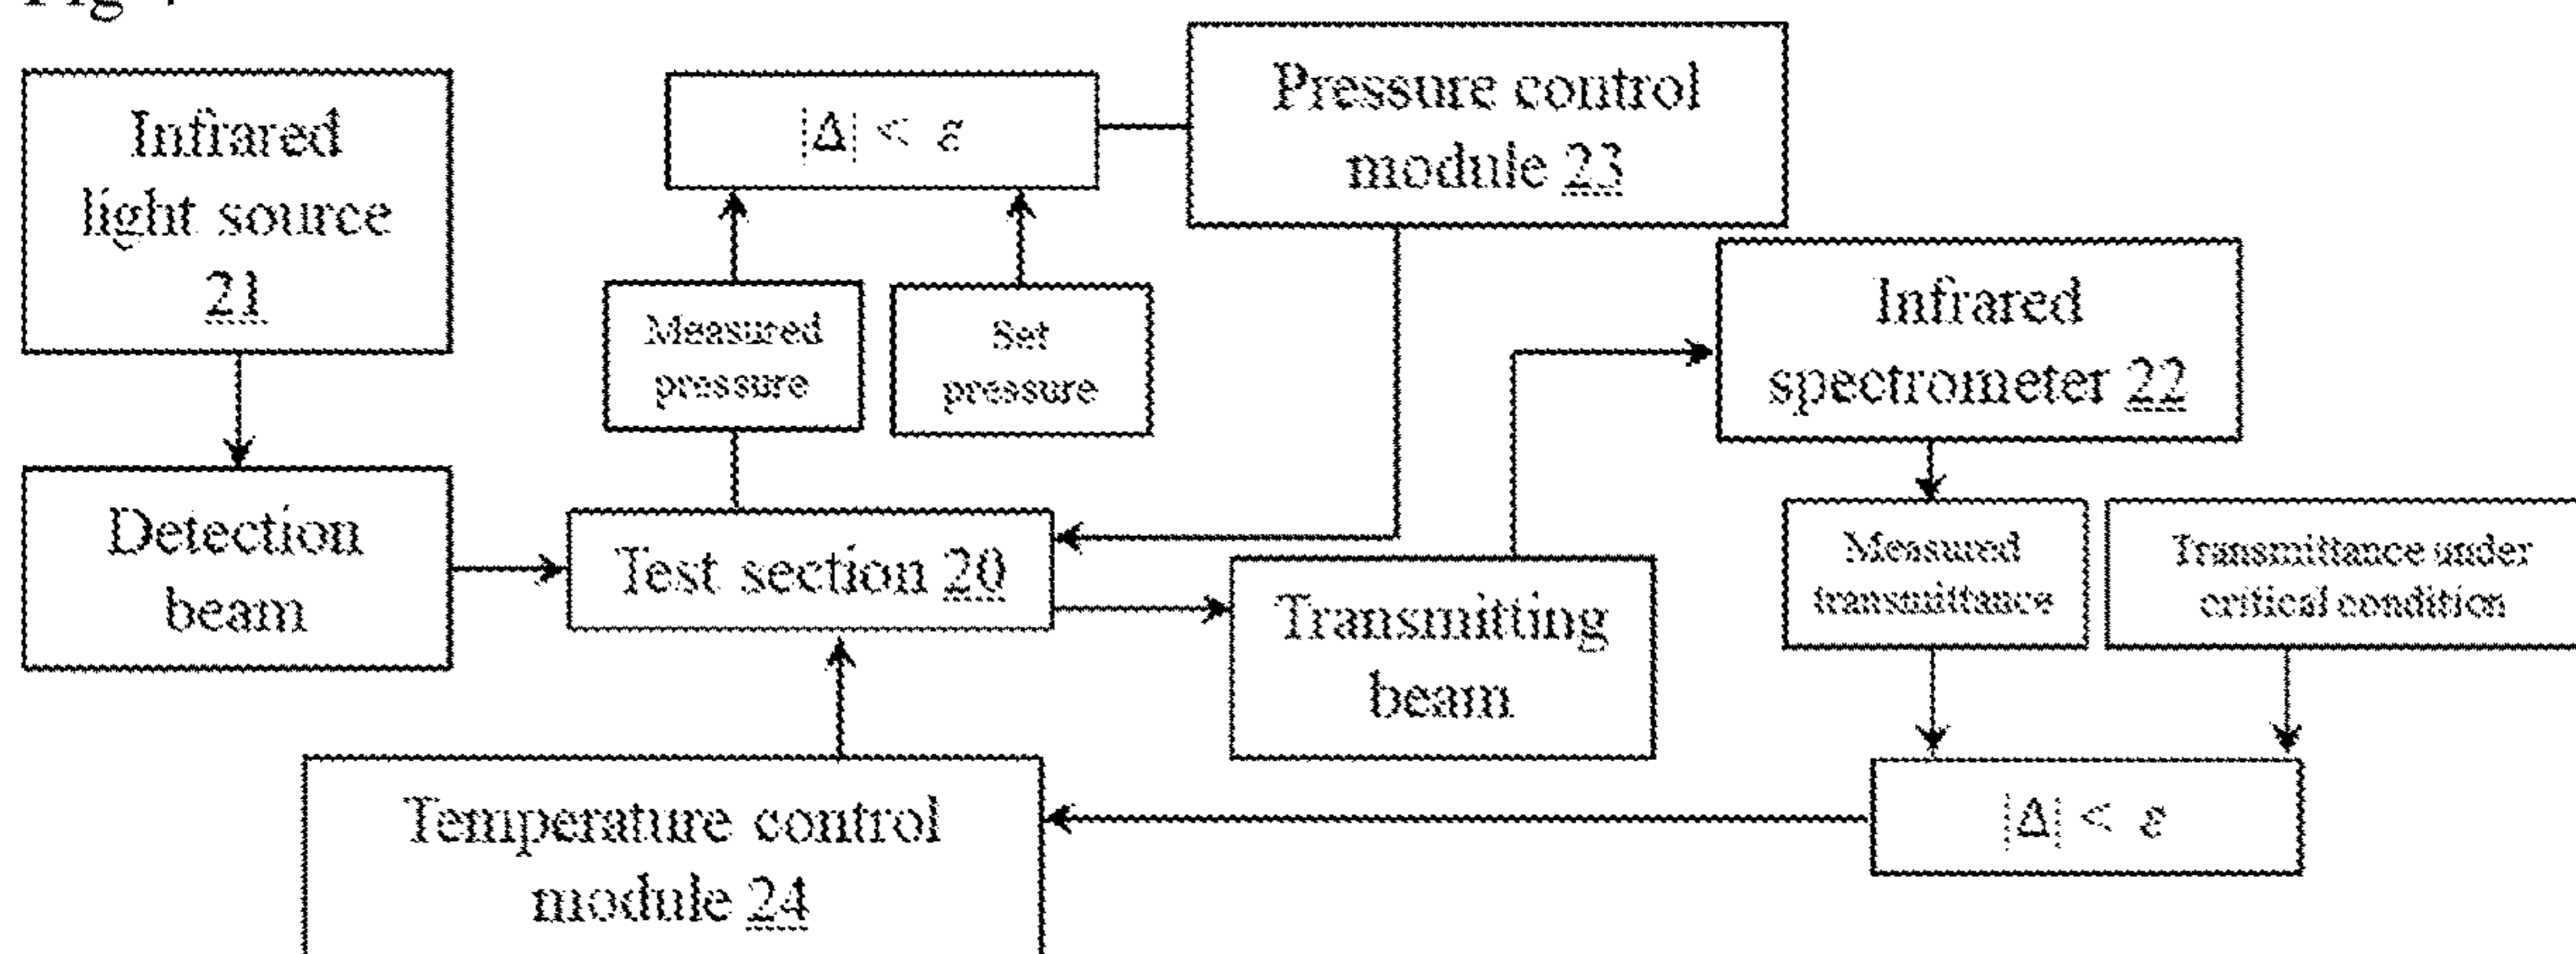 Infrared
light source
21
|Δ| < ε
Pressure control
module 23
Measured
pressure
Set
pressure
Infrared
spectrometer 22
Detection
beam
Test section 20
Transmitting
beam
Measured
transmittance
Transmittance under
critical condition
Temperature control
module 24
|Δ| < ε